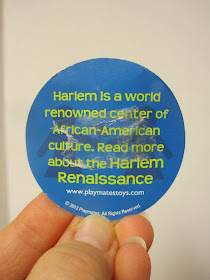 Harlem is a world
renowned center of
African-American
culture. Read more
about the Harlem
Renaissance
www.playmatestoys.com
© 2013 Playmates. All Rights Reserved.